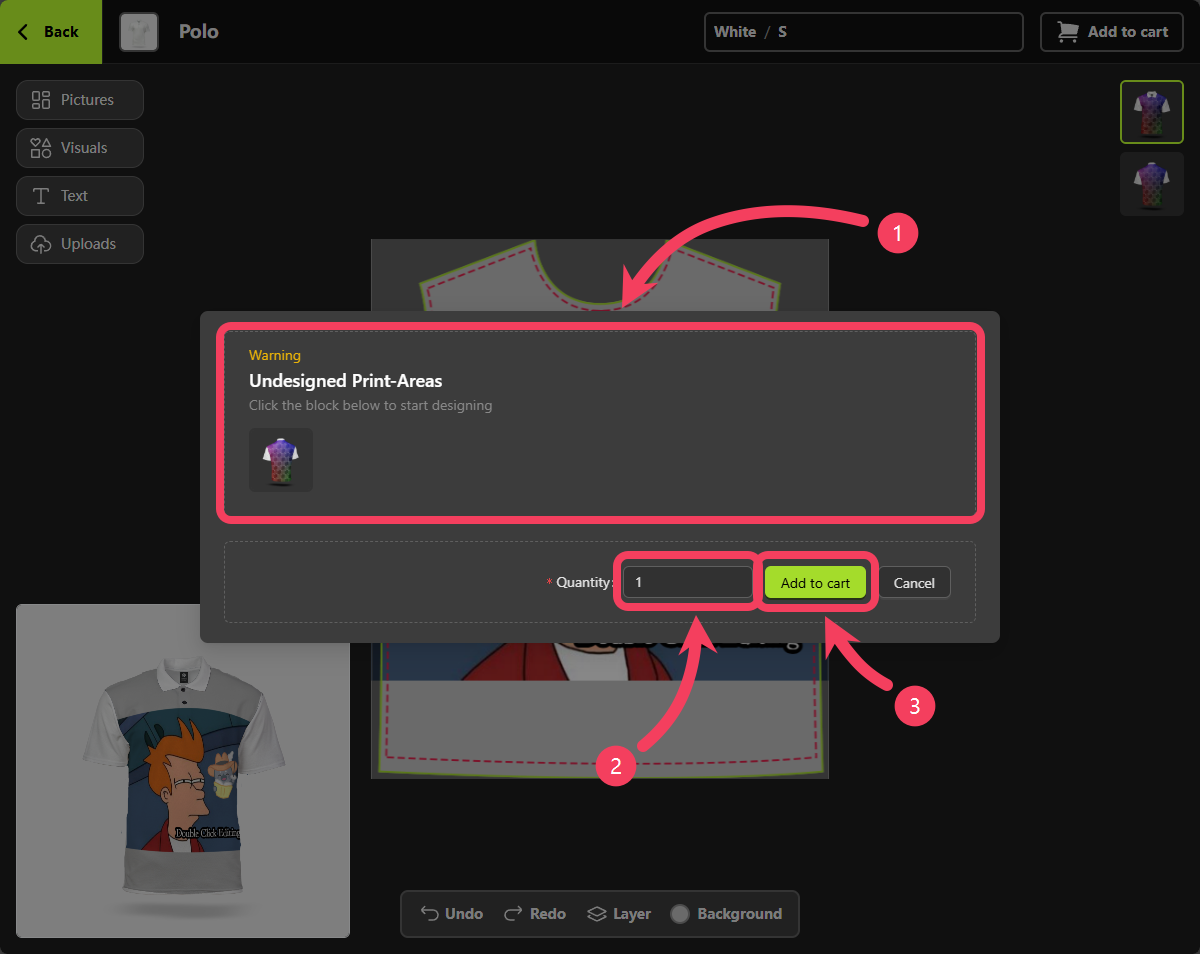 Back
Polo
White / S
Add to cart
Pictures
Visuals
Text
Uploads
1
Warning
Undesigned Print-Areas
Click the block below to start designing
* Quantity:
1
Add to cart
Cancel
2
3
Double Click Editing
Undo
Redo
Layer
Background